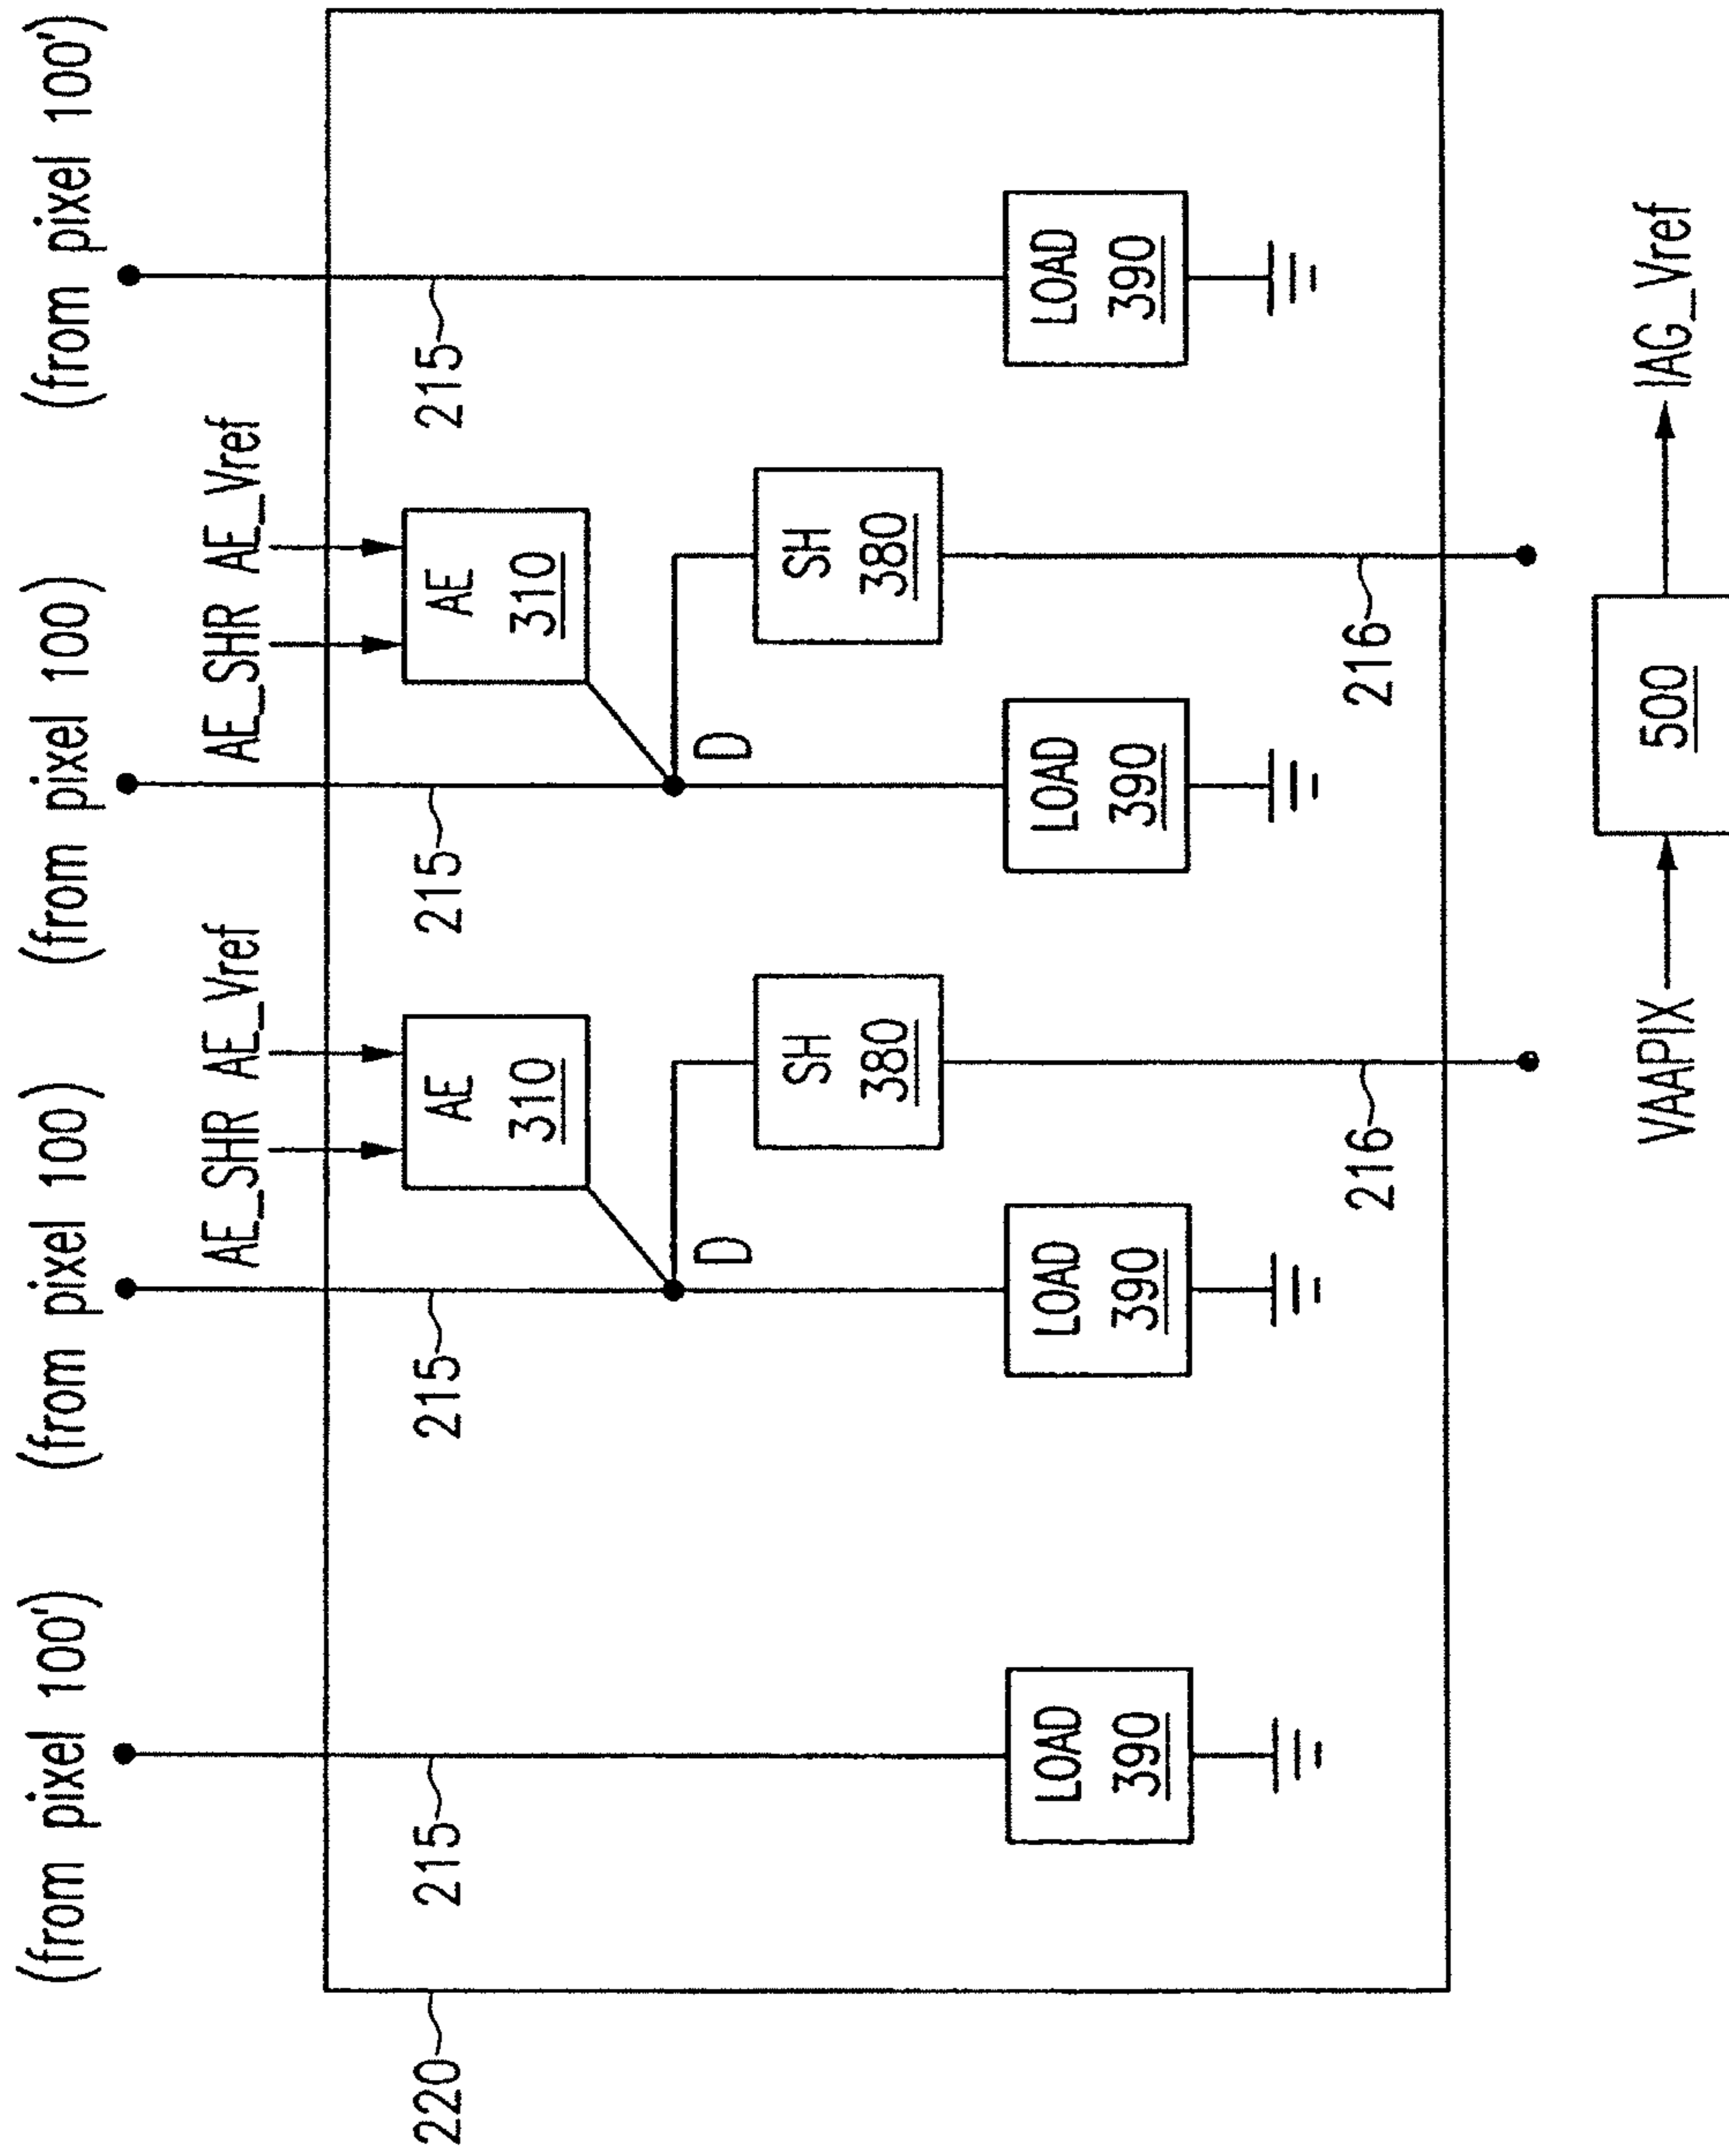 (from pixel 100')
(from pixel 100)
(from pixel 100)
(from pixel 100')
AE_SHR AE_Vref
AE_SHR AE_Vref
220
215
215
215
215
AE
310
AE
310
D
D
SH
380
SH
380
LOAD
390
LOAD
390
LOAD
390
LOAD
390
216
216
VAAPIX
500
IAG_Vref